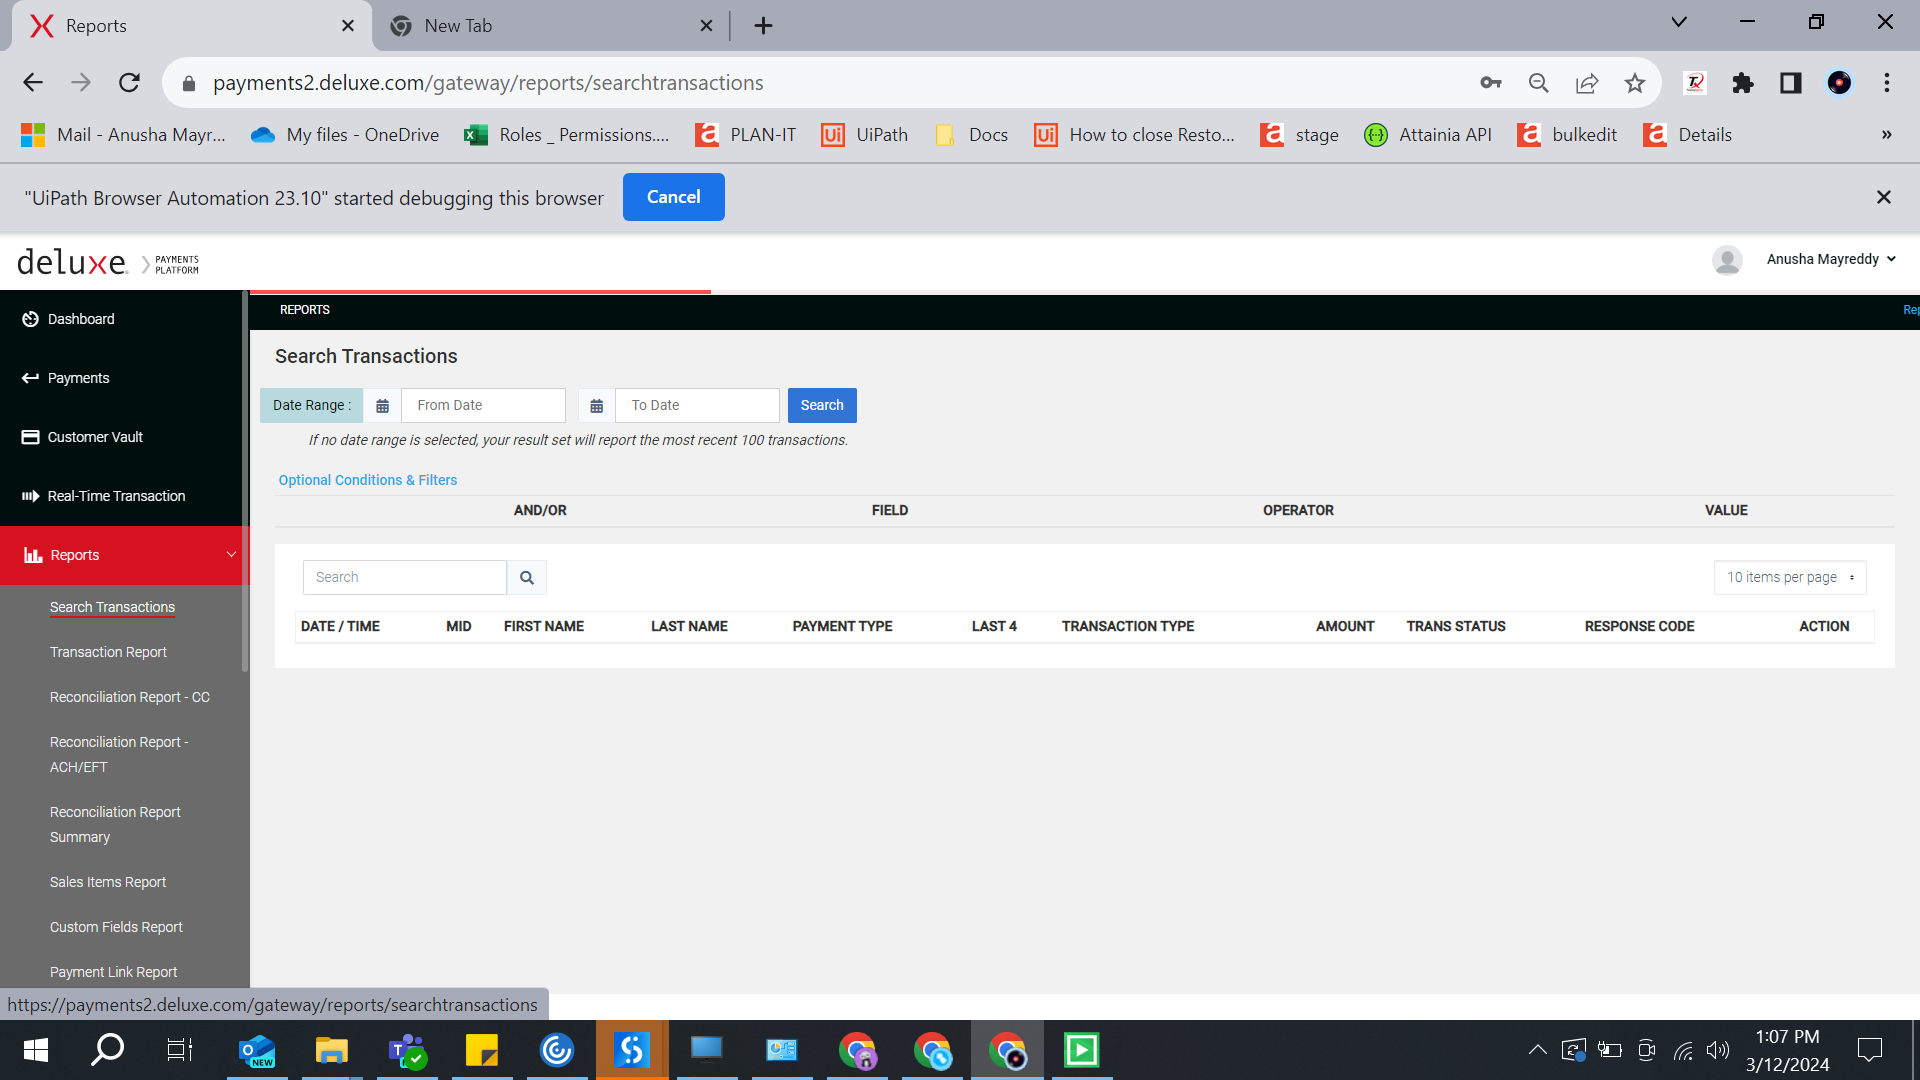 Reports
New Tab
payments2.deluxe.com/gateway/reports/searchtransactions
Mail - Anusha Mayr...
My files - OneDrive
Roles _ Permissions....
PLAN-IT
UiPath
Docs
How to close Resto...
stage
Attainia API
bulkedit
Details
»
"UiPath Browser Automation 23.10" started debugging this browser
Cancel
deluxe. PAYMENTS
PLATFORM
Anusha Mayreddy
Dashboard
Payments
Customer Vault
Real-Time Transaction
Reports
Search Transactions
Transaction Report
Reconciliation Report - CC
Reconciliation Report -
ACH/EFT
Reconciliation Report
Summary
Sales Items Report
Custom Fields Report
Payment Link Report
REPORTS
Rep
Search Transactions
Date Range :
From Date
To Date
Search
If no date range is selected, your result set will report the most recent 100 transactions.
Optional Conditions & Filters
AND/OR FIELD OPERATOR VALUE
Search
10 items per page
DATE / TIME MID FIRST NAME LAST NAME PAYMENT TYPE LAST 4 TRANSACTION TYPE AMOUNT TRANS STATUS RESPONSE CODE ACTION
https://payments2.deluxe.com/gateway/reports/searchtransactions
NEW
1:07 PM
3/12/2024